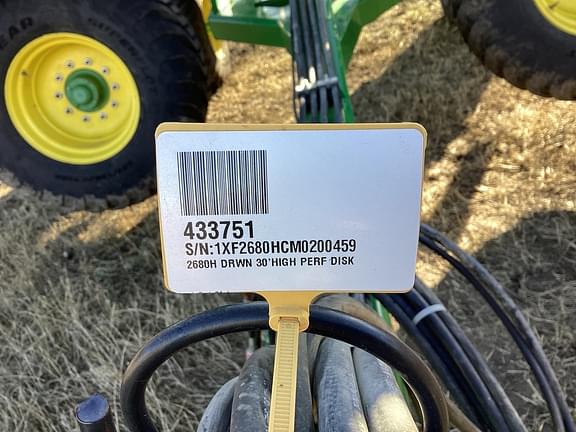 433751
S/N:1XF2680HCM0200459
2680H DRWN 30'HIGH PERF DISK